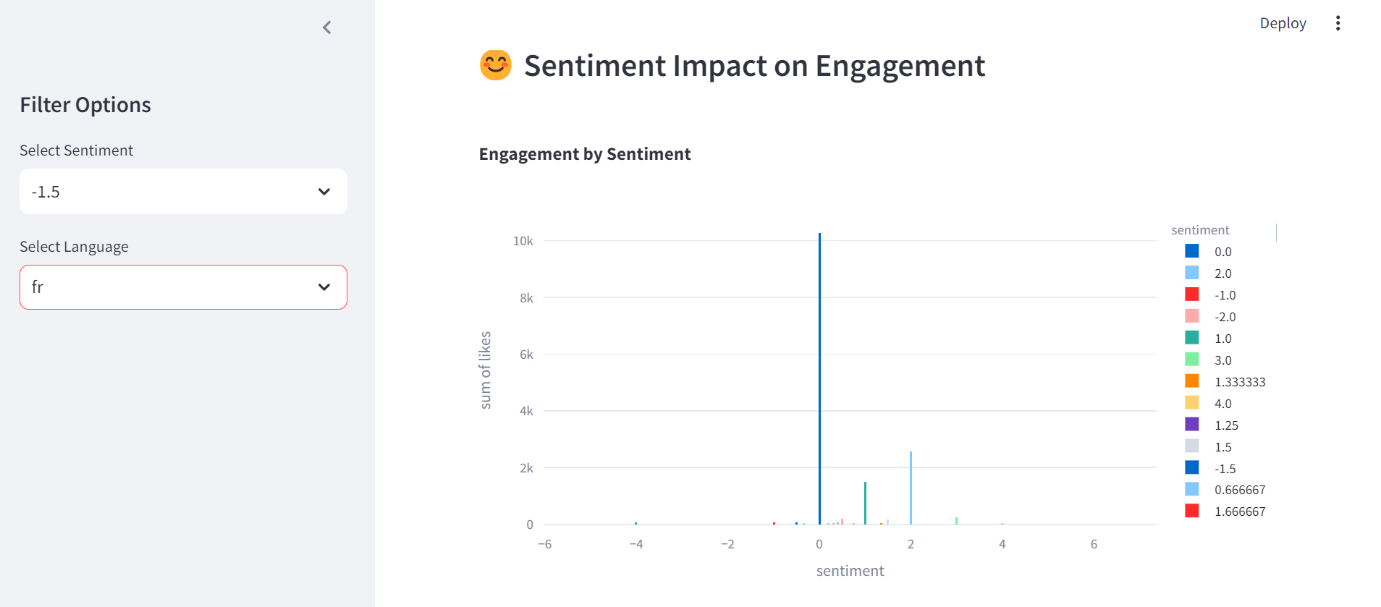 Deploy
Filter Options
Select Sentiment
-1.5
Select Language
fr
😊 Sentiment Impact on Engagement
Engagement by Sentiment
sum of likes
10k
8k
6k
4k
2k
0
−6
−4
−2
0
2
4
6
sentiment
sentiment
0.0
2.0
-1.0
-2.0
1.0
3.0
1.333333
4.0
1.25
1.5
-1.5
0.666667
1.666667